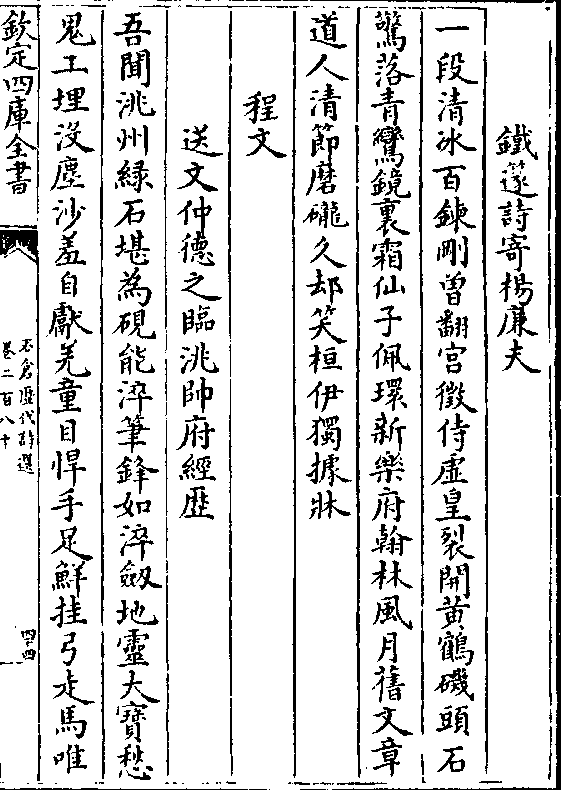 鐵篴詩寄楊廉夫
一段清冰百鍊剛曾翻宮徵侍虛皇裂開黃鶴磯頭石
驚落青鸞鏡裏霜仙子佩環新樂府翰林風月舊文章
道人清節磨礲久却笑桓伊獨據牀
程文
送文仲德之臨洮帥府經歴
吾聞洮州緑石堪為硯能淬筆鋒如淬劔地靈大寳愁
鬼工埋没塵沙羞自獻羌童目悍手足鮮挂弓走馬唯
欽定四庫全書
石倉歴代詩選
卷二百八十
四四